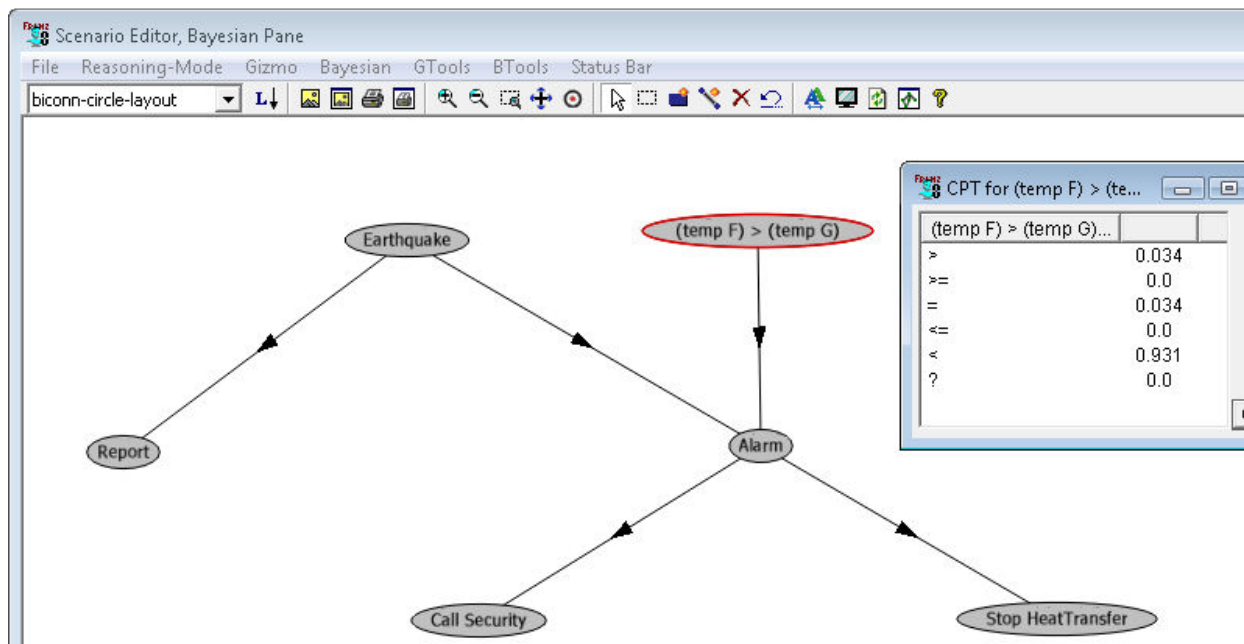 Scenario Editor, Bayesian Pane
File Reasoning-Mode Gizmo Bayesian GTools BTools Status Bar
biconn-circle-layout L
FRANZ CPT for (temp F) > (te...
(temp F) > (temp G)...
> 0.034
>= 0.0
= 0.034
<= 0.0
< 0.931
? 0.0
Earthquake
(temp F) > (temp G)
Report
Alarm
Call Security
Stop HeatTransfer